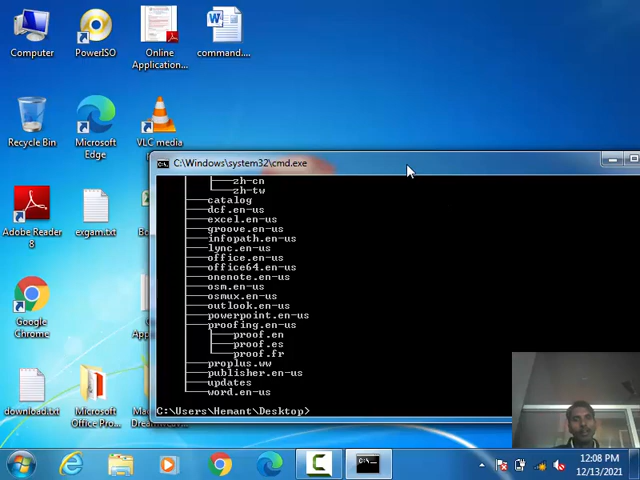 Computer
PowerISO
Online
Application...
command....
Recycle Bin
Microsoft
Edge
VLC media
Adobe Reader
8
exgam.txt
Google
Chrome
download.txt
Microsoft
Office Pro...
C:\Windows\system32\cmd.exe
zh-cn
zh-tw
catalog
dcf.en-us
excel.en-us
groove.en-us
infopath.en-us
lync.en-us
office.en-us
office64.en-us
onenote.en-us
osm.en-us
osmux.en-us
outlook.en-us
powerpoint.en-us
proofing.en-us
proof.en
proof.es
proof.fr
proplus.ww
publisher.en-us
updates
word.en-us
C:\Users\Hemant\Desktop>
12:08 PM
12/13/2021